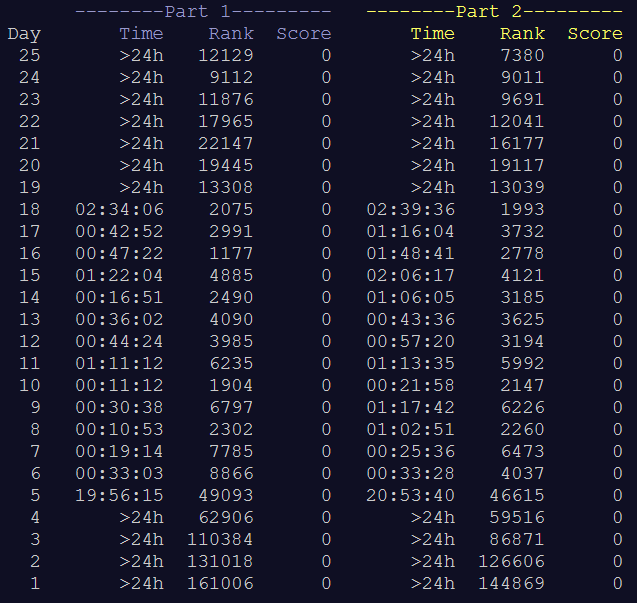 --------Part 1--------- --------Part 2---------
Day Time Rank Score Time Rank Score
25 >24h 12129 0 >24h 7380 0
24 >24h 9112 0 >24h 9011 0
23 >24h 11876 0 >24h 9691 0
22 >24h 17965 0 >24h 12041 0
21 >24h 22147 0 >24h 16177 0
20 >24h 19445 0 >24h 19117 0
19 >24h 13308 0 >24h 13039 0
18 02:34:06 2075 0 02:39:36 1993 0
17 00:42:52 2991 0 01:16:04 3732 0
16 00:47:22 1177 0 01:48:41 2778 0
15 01:22:04 4885 0 02:06:17 4121 0
14 00:16:51 2490 0 01:06:05 3185 0
13 00:36:02 4090 0 00:43:36 3625 0
12 00:44:24 3985 0 00:57:20 3194 0
11 01:11:12 6235 0 01:13:35 5992 0
10 00:11:12 1904 0 00:21:58 2147 0
9 00:30:38 6797 0 01:17:42 6226 0
8 00:10:53 2302 0 01:02:51 2260 0
7 00:19:14 7785 0 00:25:36 6473 0
6 00:33:03 8866 0 00:33:28 4037 0
5 19:56:15 49093 0 20:53:40 46615 0
4 >24h 62906 0 >24h 59516 0
3 >24h 110384 0 >24h 86871 0
2 >24h 131018 0 >24h 126606 0
1 >24h 161006 0 >24h 144869 0